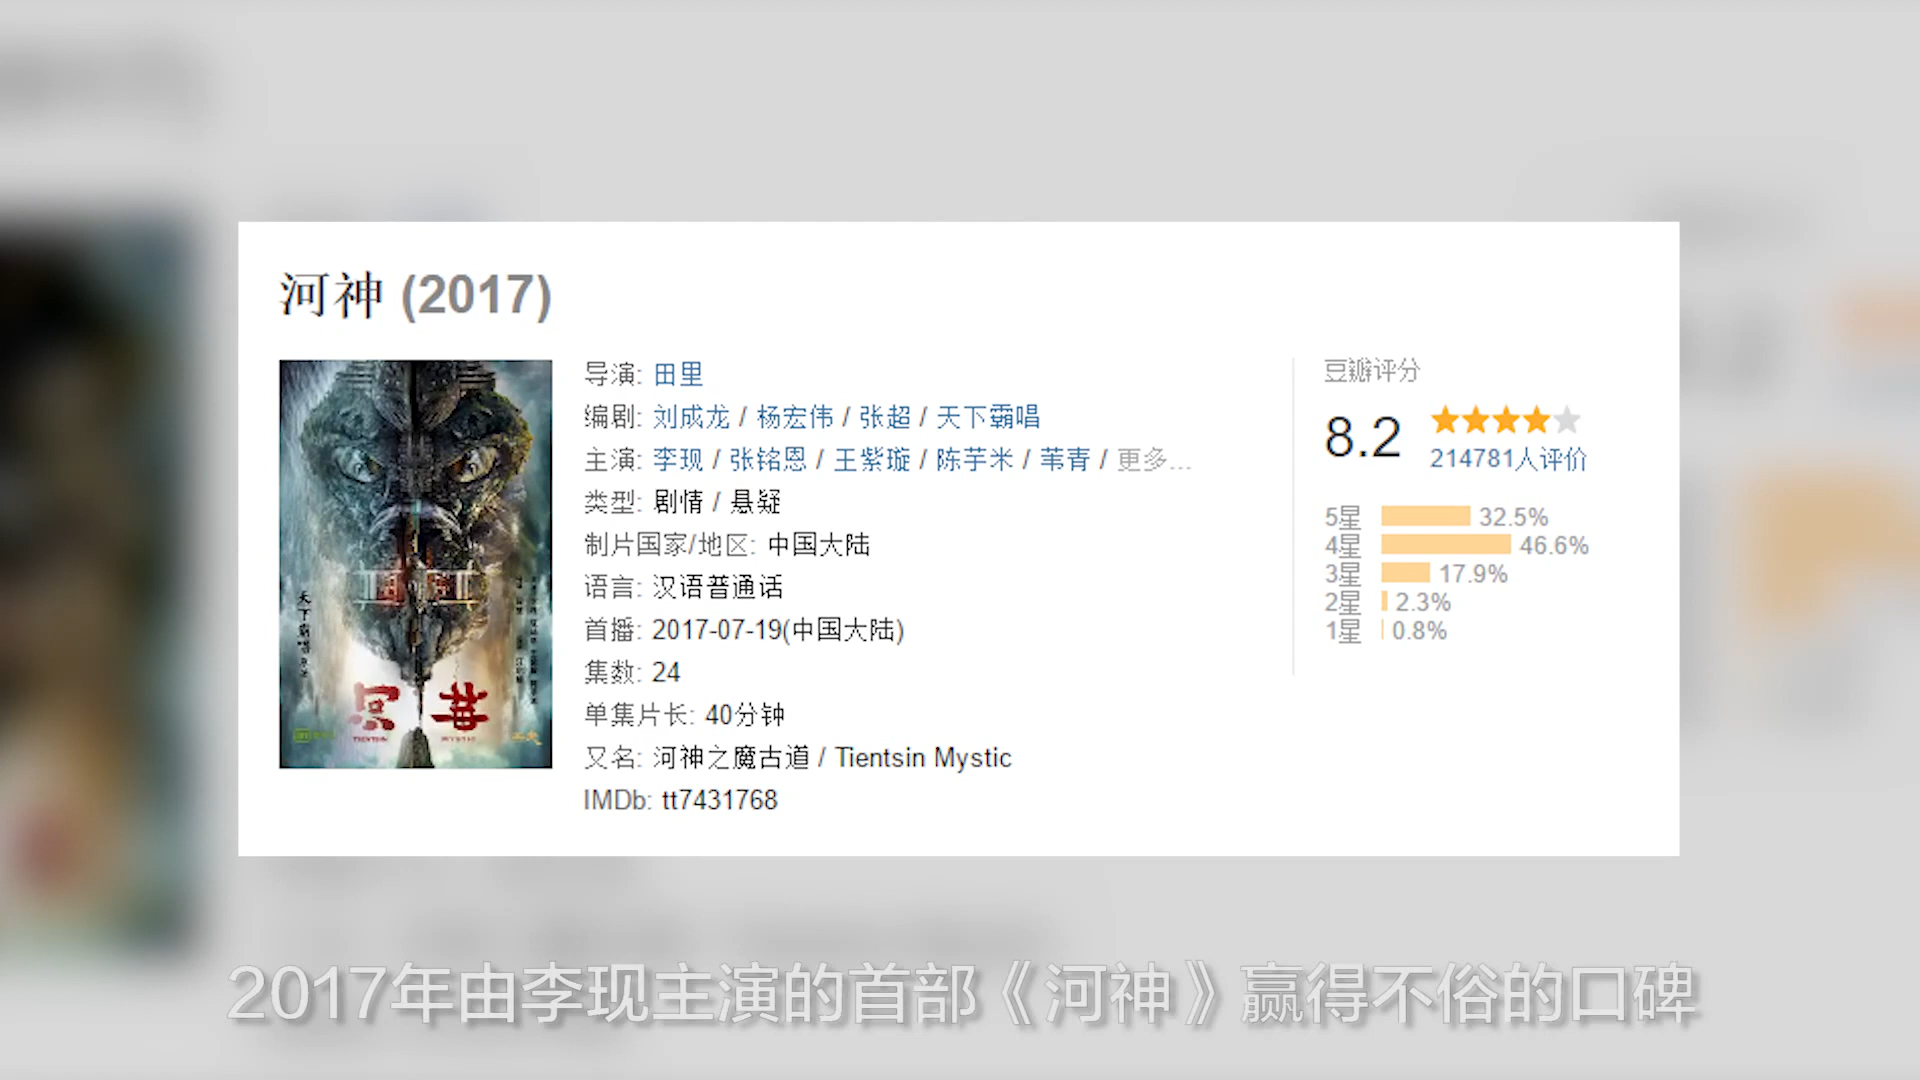 河神 (2017)
导演: 田里
编剧: 刘成龙 / 杨宏伟 / 张超 / 天下霸唱
主演: 李现 / 张铭恩 / 王紫璇 / 陈芋米 / 苇青 / 更多...
类型: 剧情 / 悬疑
制片国家/地区: 中国大陆
语言: 汉语普通话
首播: 2017-07-19(中国大陆)
集数: 24
单集片长: 40分钟
又名: 河神之魔古道 / Tientsin Mystic
IMDb: tt7431768
豆瓣评分
8.2
214781人评价
5星 32.5%
4星 46.6%
3星 17.9%
2星 2.3%
1星 0.8%
天下霸唱
TIENTSIN
MYSTIC
2017年由李现主演的首部《河神》赢得不俗的口碑